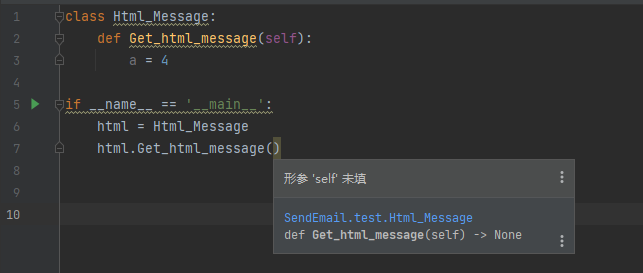 1 class Html_Message:
2 def Get_html_message(self):
3 a = 4
4
5 if __name__ == '__main__':
6 html = Html_Message
7 html.Get_html_message()
8
9
10
形参 'self' 未填
SendEmail.test.Html_Message
def Get_html_message(self) -> None